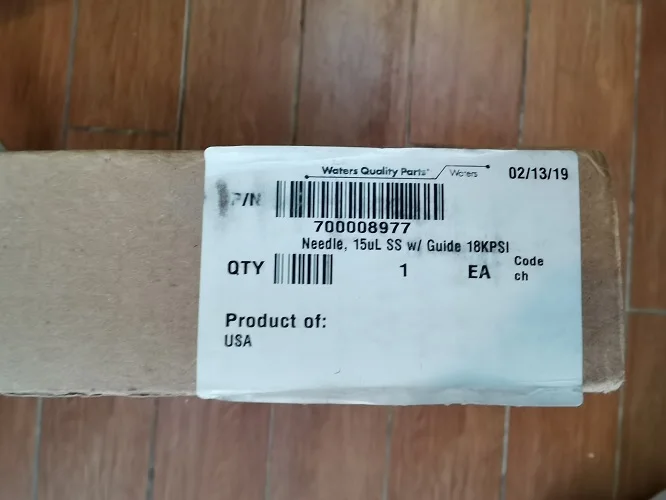 Waters Quality Parts™ Waters 02/13/19
P/N
700008977
Needle, 15uL SS w/ Guide 18KPSI
QTY 1 EA Code
ch
Product of:
USA